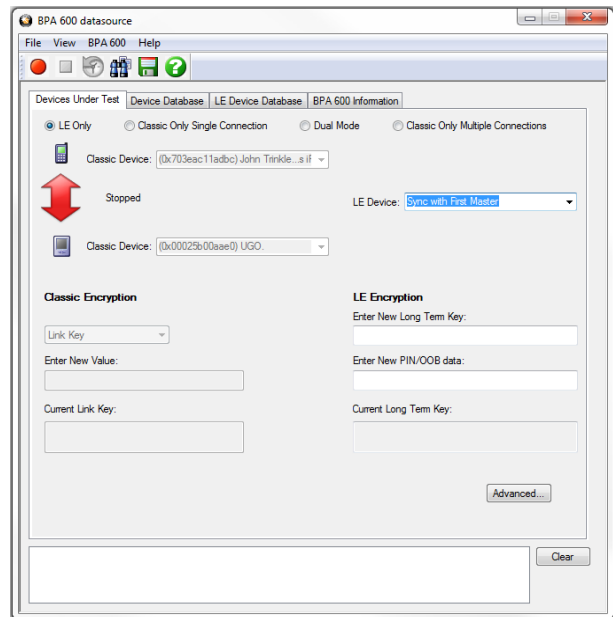 BPA 600 datasource
File View BPA 600 Help
Devices Under Test Device Database LE Device Database BPA 600 Information
LE Only Classic Only Single Connection Dual Mode Classic Only Multiple Connections
Classic Device: (0x703eac11adbc) John Trinkle...s iF
Stopped
LE Device: Sync with First Master
Classic Device: (0x00025b00aae0) UGO.
Classic Encryption LE Encryption
Enter New Long Term Key:
Link Key
Enter New Value: Enter New PIN/OOB data:
Current Link Key: Current Long Term Key:
Advanced...
Clear